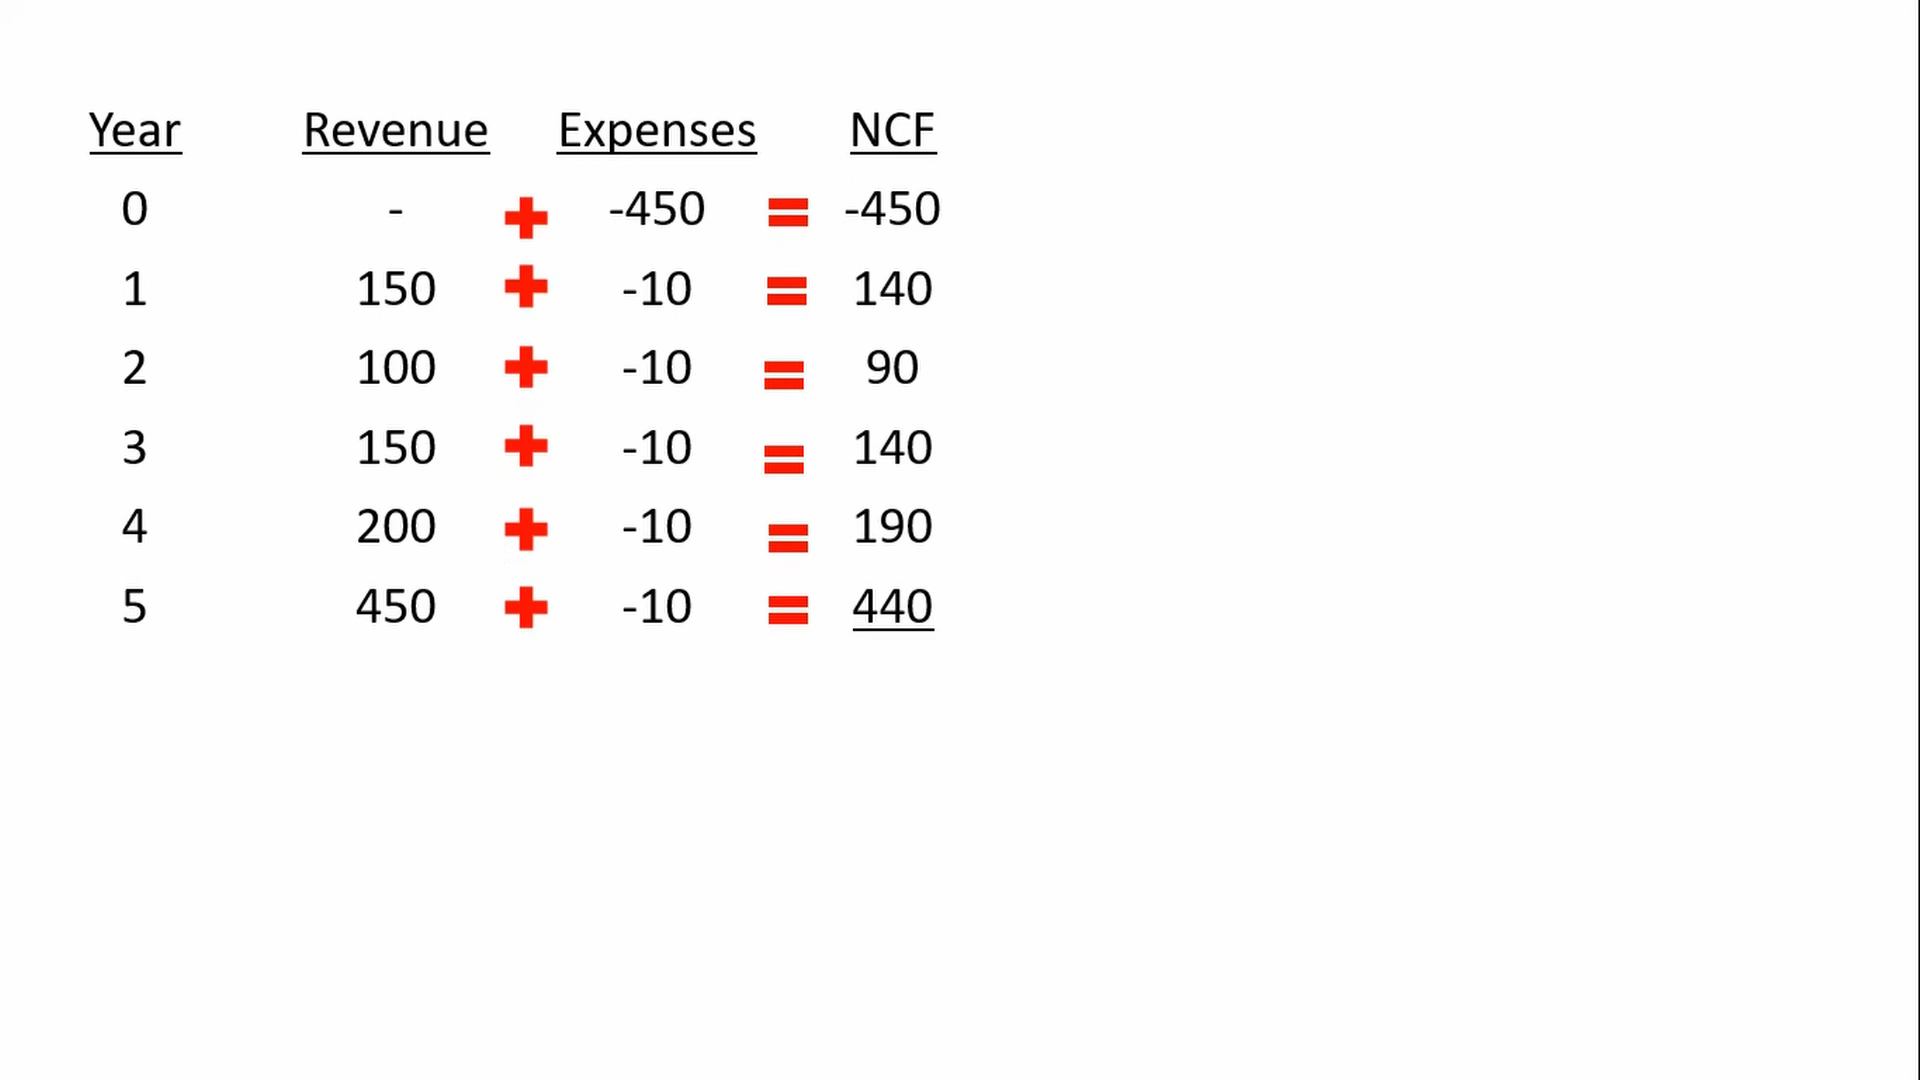 Year Revenue Expenses NCF
0 - + -450 = -450
1 150 + -10 = 140
2 100 + -10 = 90
3 150 + -10 = 140
4 200 + -10 = 190
5 450 + -10 = 440